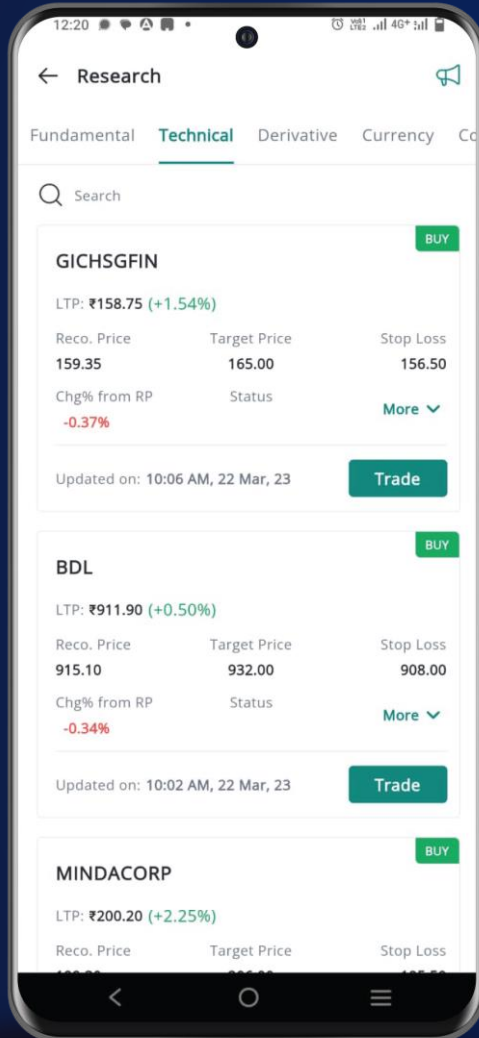 12:20
4G+
← Research
Fundamental Technical Derivative Currency Co
Search
BUY
GICHSGFIN
LTP: ₹158.75 (+1.54%)
Reco. Price Target Price Stop Loss
159.35 165.00 156.50
Chg% from RP Status
-0.37%
More
Updated on: 10:06 AM, 22 Mar, 23 Trade
BUY
BDL
LTP: ₹911.90 (+0.50%)
Reco. Price Target Price Stop Loss
915.10 932.00 908.00
Chg% from RP Status
-0.34%
More
Updated on: 10:02 AM, 22 Mar, 23 Trade
BUY
MINDACORP
LTP: ₹200.20 (+2.25%)
Reco. Price Target Price Stop Loss